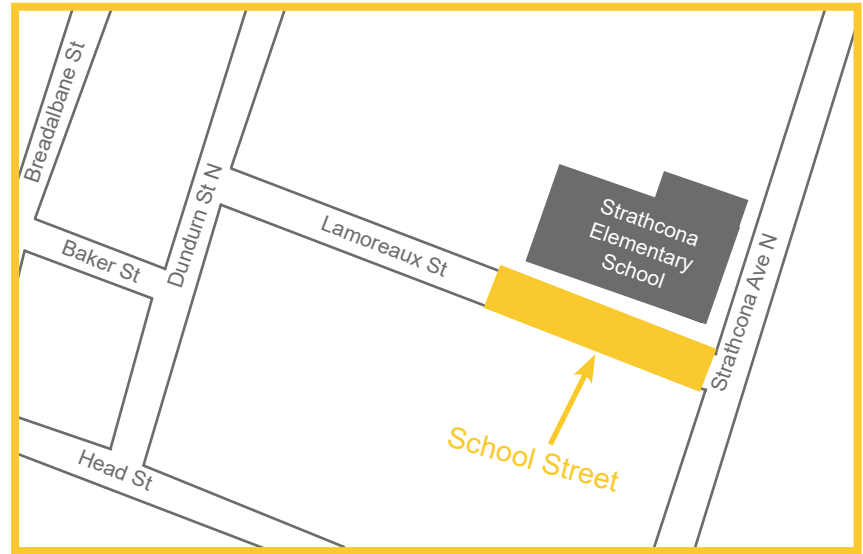 Breadalbane St
Dundurn St N
Baker St
Lamoreaux St
Strathcona
Elementary
School
Strathcona Ave N
School Street
Head St